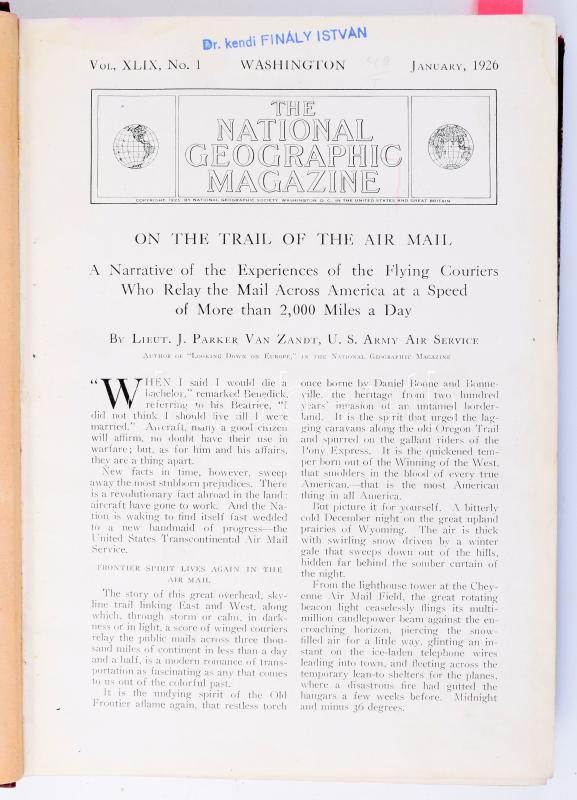 Dr. kendi FINÁLY ISTVÁN
VOL. XLIX, No. 1 WASHINGTON JANUARY, 1926
THE
NATIONAL
GEOGRAPHIC
MAGAZINE
COPYRIGHT, 1925, BY NATIONAL GEOGRAPHIC SOCIETY, WASHINGTON, D. C., IN THE UNITED STATES AND GREAT BRITAIN
ON THE TRAIL OF THE AIR MAIL
A Narrative of the Experiences of the Flying Couriers
Who Relay the Mail Across America at a Speed
of More than 2,000 Miles a Day
BY LIEUT. J. PARKER VAN ZANDT, U. S. ARMY AIR SERVICE
AUTHOR OF "LOOKING DOWN ON EUROPE," IN THE NATIONAL GEOGRAPHIC MAGAZINE
"WHEN I said I would die a
bachelor," remarked Benedick,
referring to his Beatrice, "I
did not think I should live till I were
married." Aircraft, many a good citizen
will affirm, no doubt have their use in
warfare; but, as for him and his affairs,
they are a thing apart.
New facts in time, however, sweep
away the most stubborn prejudices. There
is a revolutionary fact abroad in the land:
aircraft have gone to work. And the Na-
tion is waking to find itself fast wedded
to a new handmaid of progress—the
United States Transcontinental Air Mail
Service.
FRONTIER SPIRIT LIVES AGAIN IN THE
AIR MAIL
The story of this great overhead, sky-
line trail linking East and West, along
which, through storm or calm, in dark-
ness or in light, a score of winged couriers
relay the public mails across three thou-
sand miles of continent in less than a day
and a half, is a modern romance of trans-
portation as fascinating as any that comes
to us out of the colorful past.
It is the undying spirit of the Old
Frontier aflame again, that restless torch
once borne by Daniel Boone and Bonne-
ville, the heritage from two hundred
years' invasion of an untamed border-
land. It is the spirit that urged the lag-
ging caravans along the old Oregon Trail
and spurred on the gallant riders of the
Pony Express. It is the quickened tem-
per born out of the Winning of the West,
that smolders in the blood of every true
American,—that is the most American
thing in all America.
But picture it for yourself. A bitterly
cold December night on the great upland
prairies of Wyoming. The air is thick
with swirling snow driven by a winter
gale that sweeps down out of the hills,
hidden far behind the somber curtain of
the night.
From the lighthouse tower at the Chey-
enne Air Mail Field, the great rotating
beacon light ceaselessly flings its multi-
million candlepower beam against the en-
croaching horizon, piercing the snow-
filled air for a little way, glinting an in-
stant on the ice-laden telephone wires
leading into town, and fleeting across the
temporary lean-to shelters for the planes,
where a disastrous fire had gutted the
hangars a few weeks before. Midnight
and minus 36 degrees.